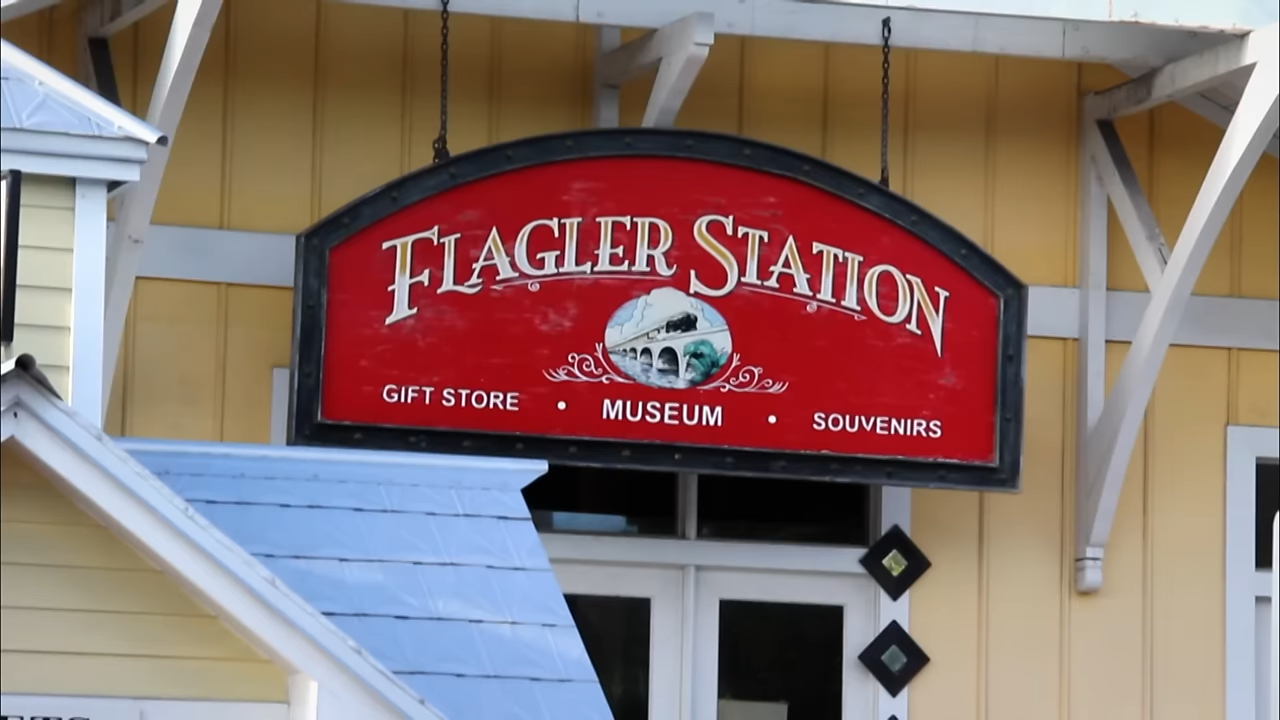 FLAGLER STATION
GIFT STORE • MUSEUM • SOUVENIRS